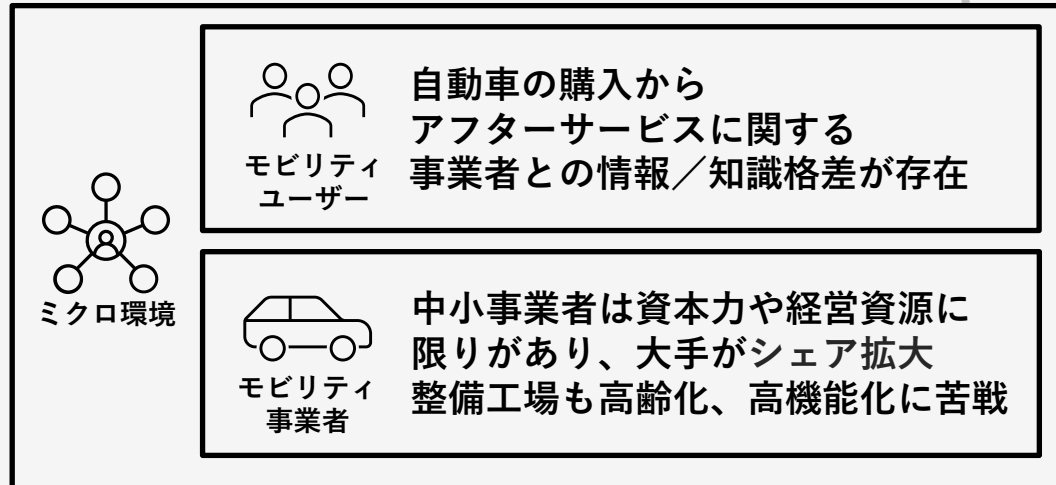 自動車の購入から
アフターサービスに関する
事業者との情報／知識格差が存在
モビリティ
ユーザー
ミクロ環境
中小事業者は資本力や経営資源に
限りがあり、大手がシェア拡大
整備工場も高齢化、高機能化に苦戦
モビリティ
事業者